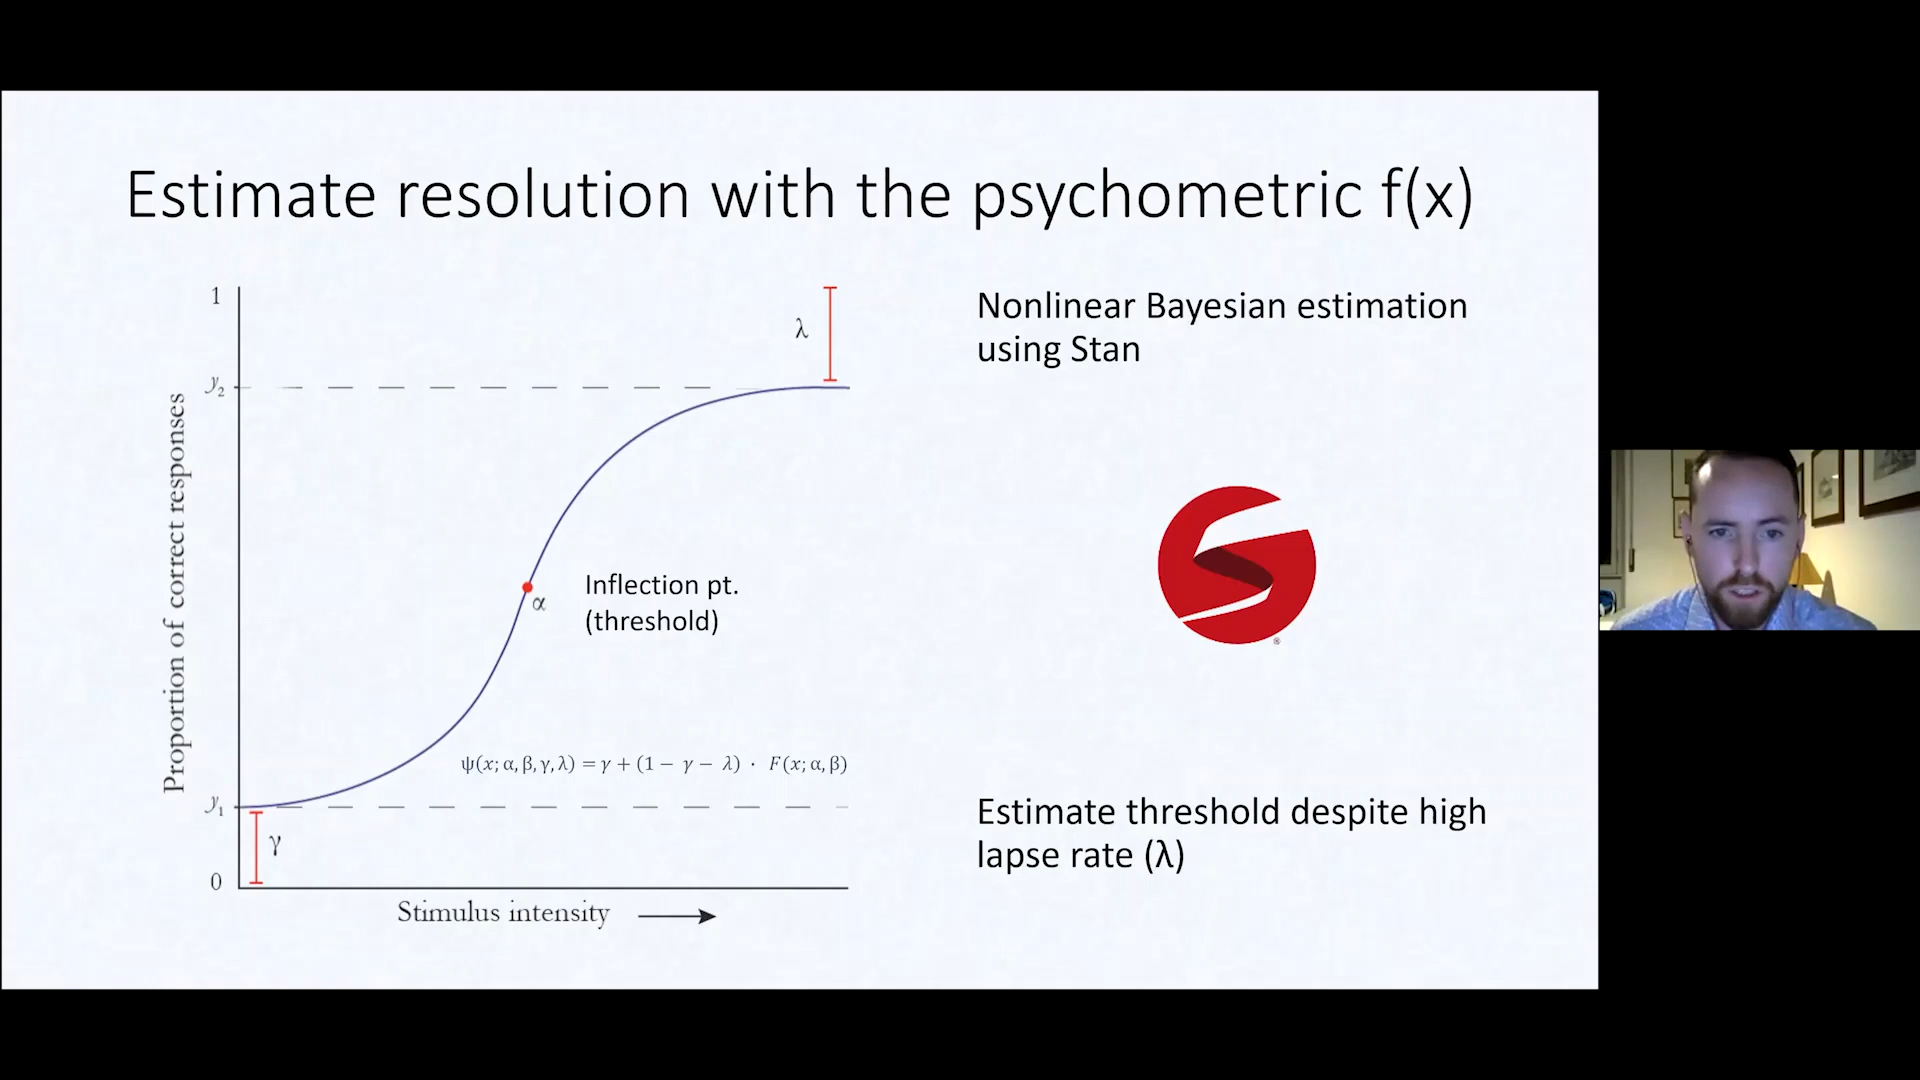 Estimate resolution with the psychometric f(x)
1
λ
y₂
Proportion of correct responses
α
Inflection pt.
(threshold)
ψ(x; α, β, γ, λ) = γ + (1 − γ − λ) · F(x; α, β)
y₁
γ
0
Stimulus intensity
Nonlinear Bayesian estimation
using Stan
®
Estimate threshold despite high
lapse rate (λ)